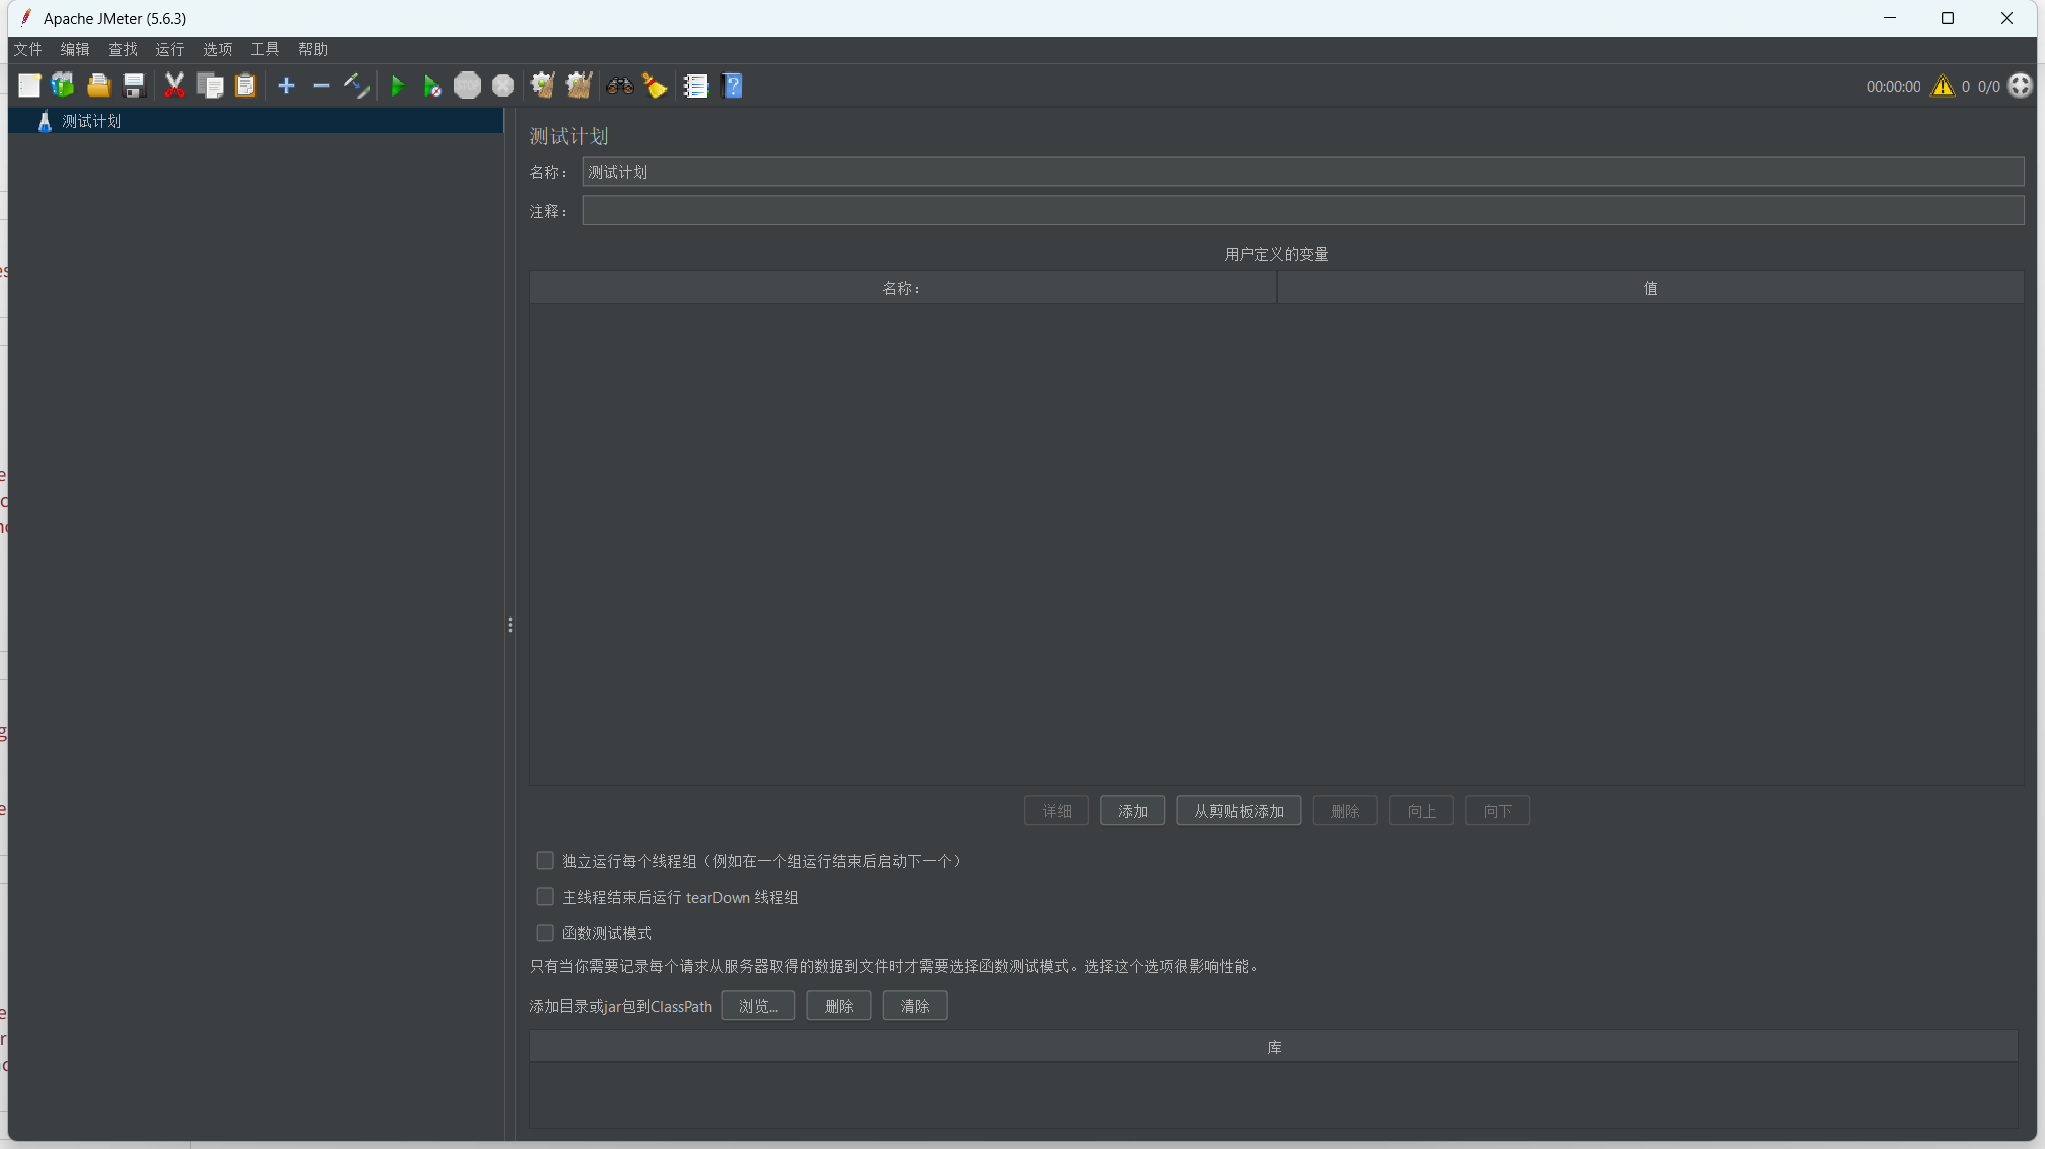 Apache JMeter (5.6.3)
文件 编辑 查找 运行 选项 工具 帮助
STOP
?
00:00:00 0 0/0
测试计划
测试计划
名称： 测试计划
注释：
用户定义的变量
名称： 值
详细 添加 从剪贴板添加 删除 向上 向下
独立运行每个线程组（例如在一个组运行结束后启动下一个）
主线程结束后运行 tearDown 线程组
函数测试模式
只有当你需要记录每个请求从服务器取得的数据到文件时才需要选择函数测试模式。选择这个选项很影响性能。
添加目录或jar包到ClassPath 浏览... 删除 清除
库